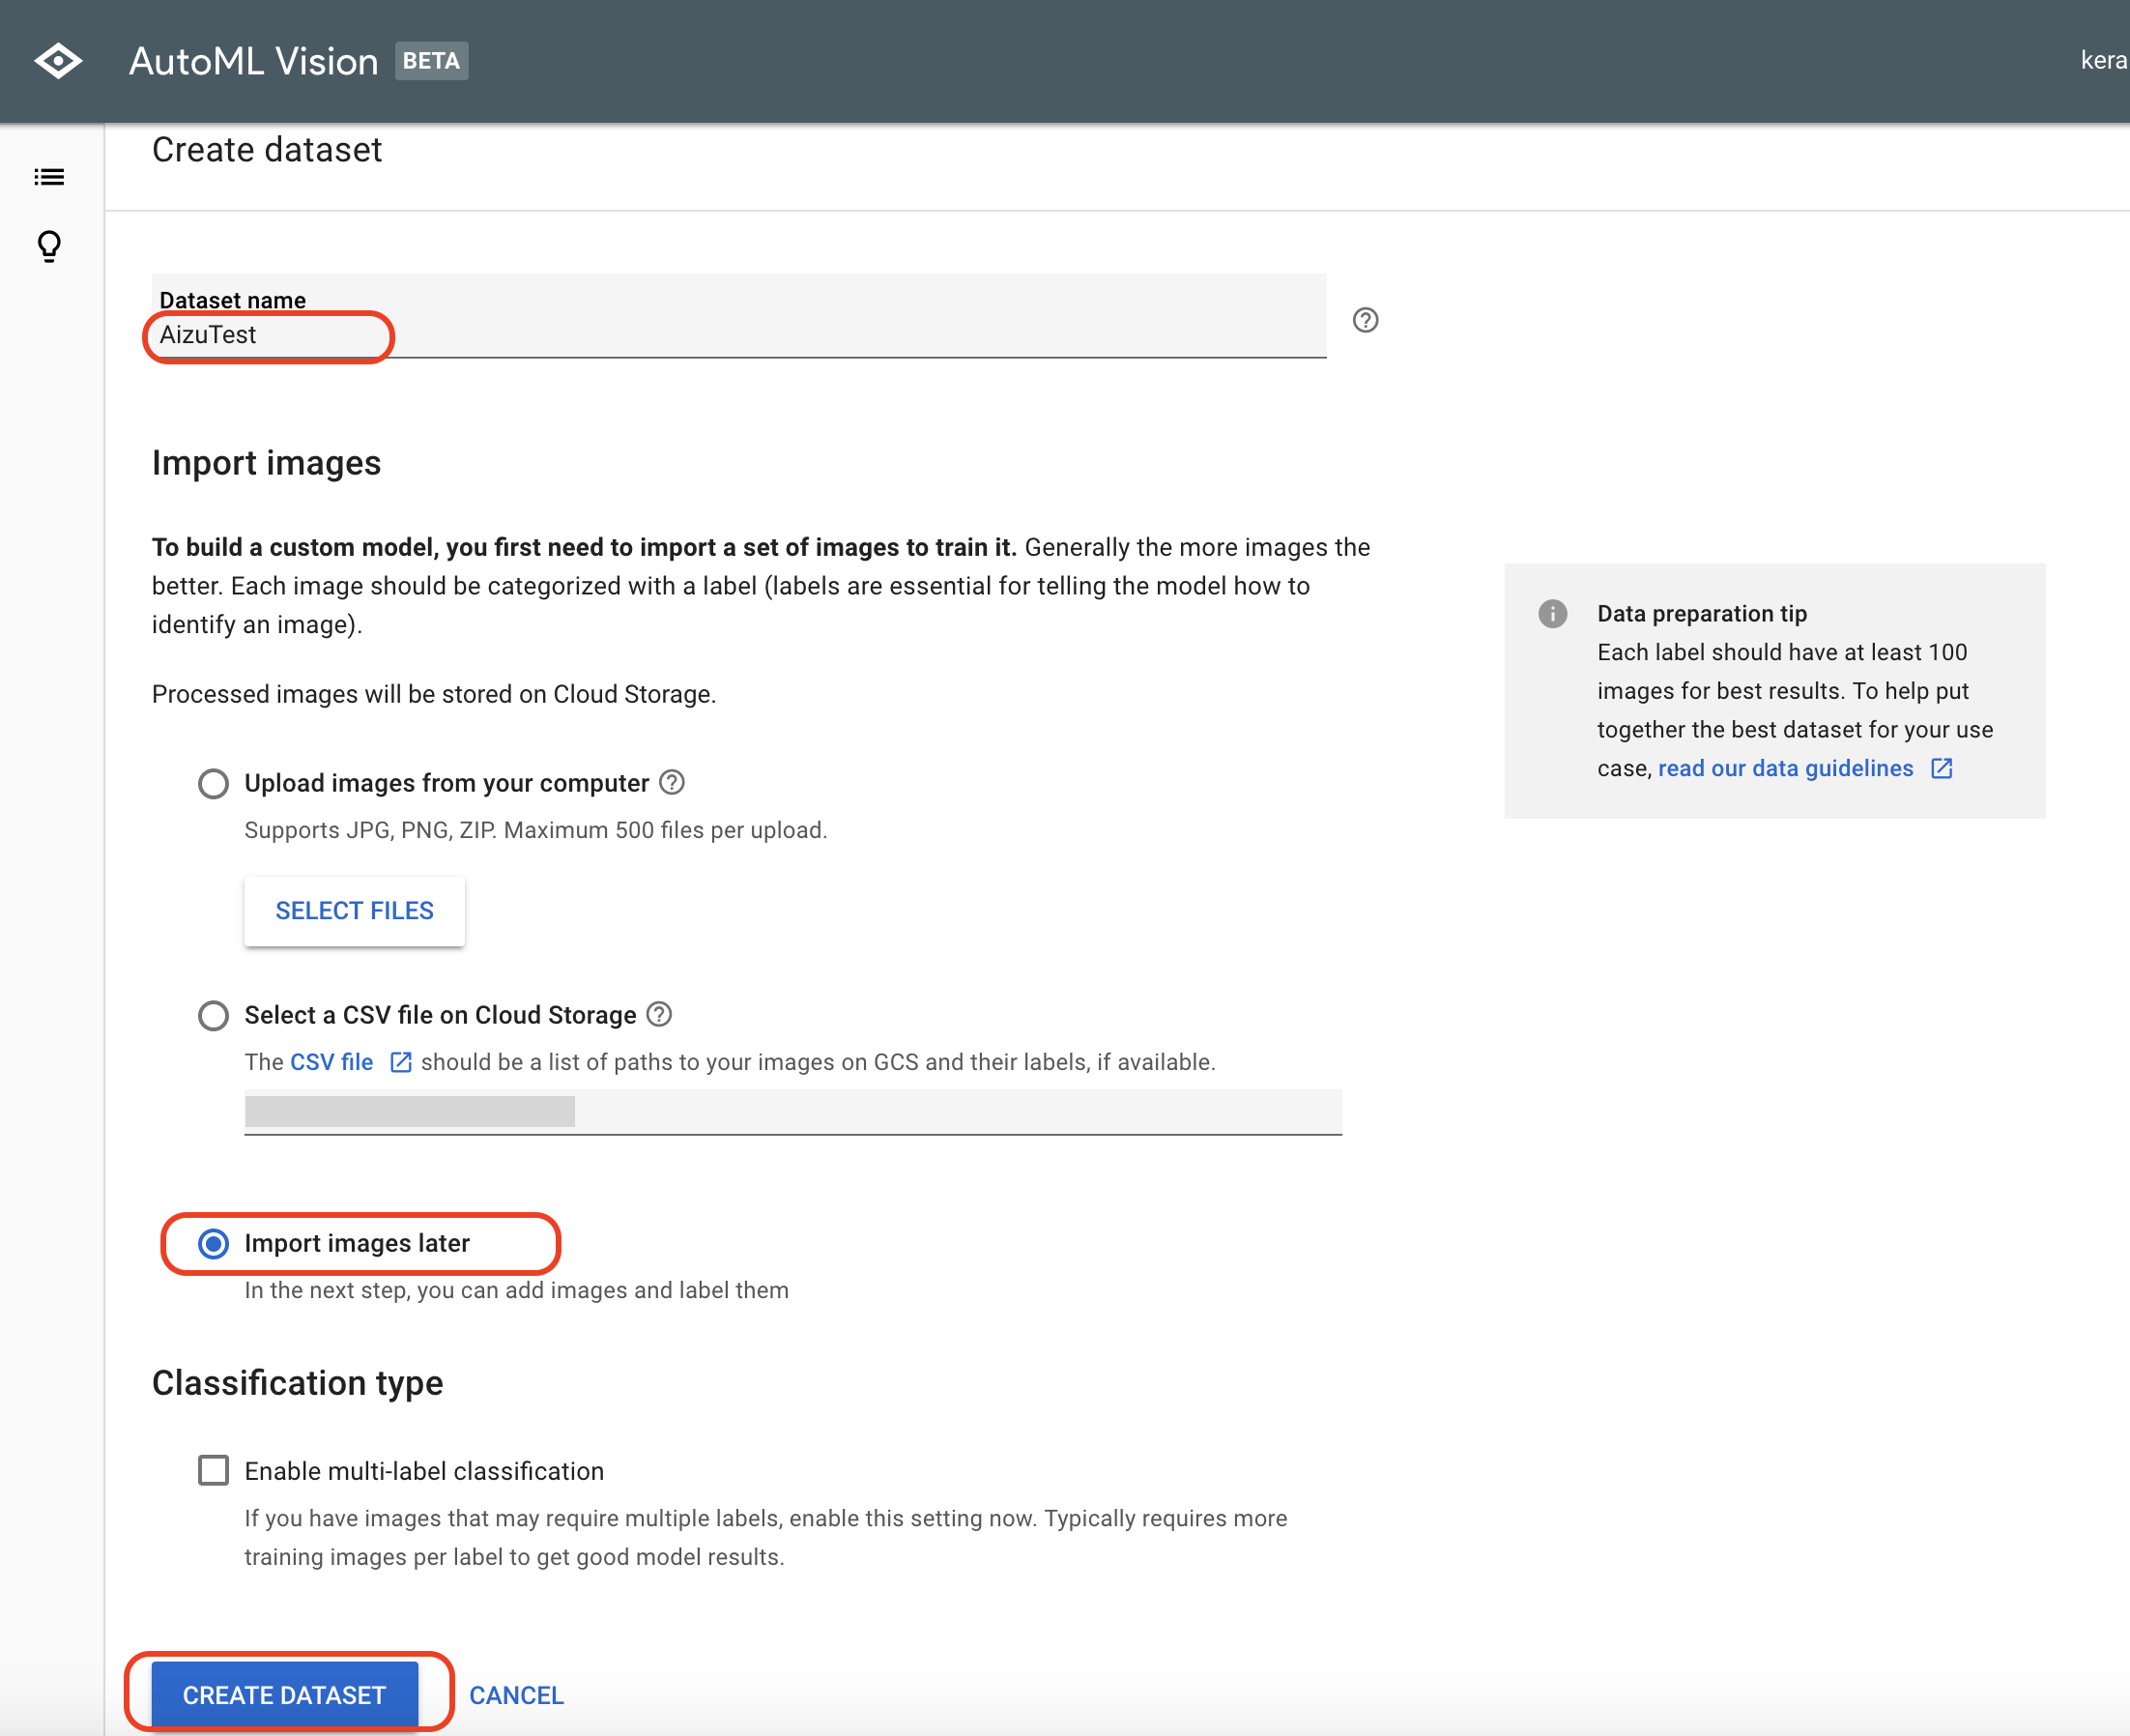 AutoML Vision BETA
kera
Create dataset
Dataset name
AizuTest
Import images
To build a custom model, you first need to import a set of images to train it. Generally the more images the
better. Each image should be categorized with a label (labels are essential for telling the model how to
identify an image).
Processed images will be stored on Cloud Storage.
Upload images from your computer
Supports JPG, PNG, ZIP. Maximum 500 files per upload.
SELECT FILES
Select a CSV file on Cloud Storage
The CSV file should be a list of paths to your images on GCS and their labels, if available.
Import images later
In the next step, you can add images and label them
Classification type
Enable multi-label classification
If you have images that may require multiple labels, enable this setting now. Typically requires more
training images per label to get good model results.
CREATE DATASET CANCEL
Data preparation tip
Each label should have at least 100
images for best results. To help put
together the best dataset for your use
case, read our data guidelines